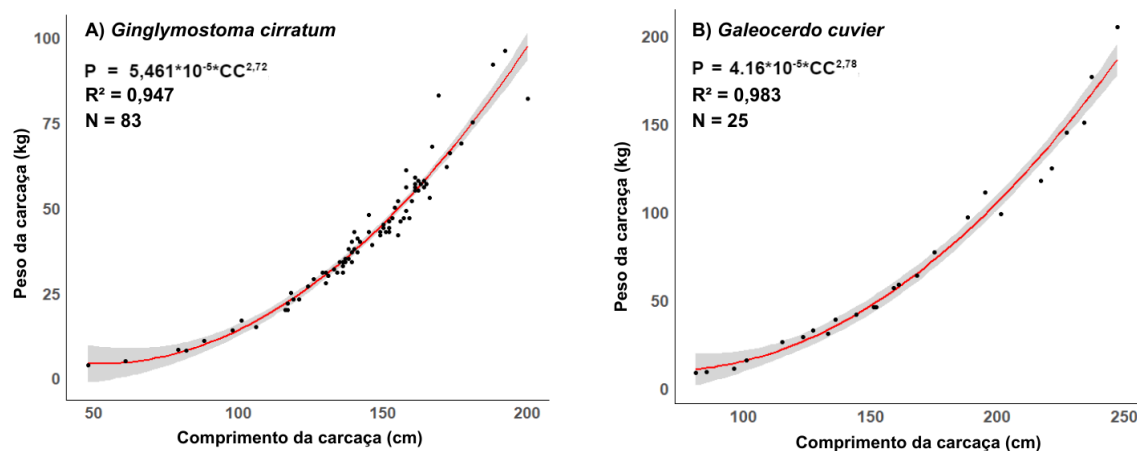 A) Ginglymostoma cirratum
P = 5,461*10-5*CC2,72
R² = 0,947
N = 83
Peso da carcaça (kg)
100
75
50
25
0
50 100 150 200
Comprimento da carcaça (cm)
B) Galeocerdo cuvier
P = 4.16*10-5*CC2,78
R² = 0,983
N = 25
Peso da carcaça (kg)
200
150
100
50
0
100 150 200 250
Comprimento da carcaça (cm)